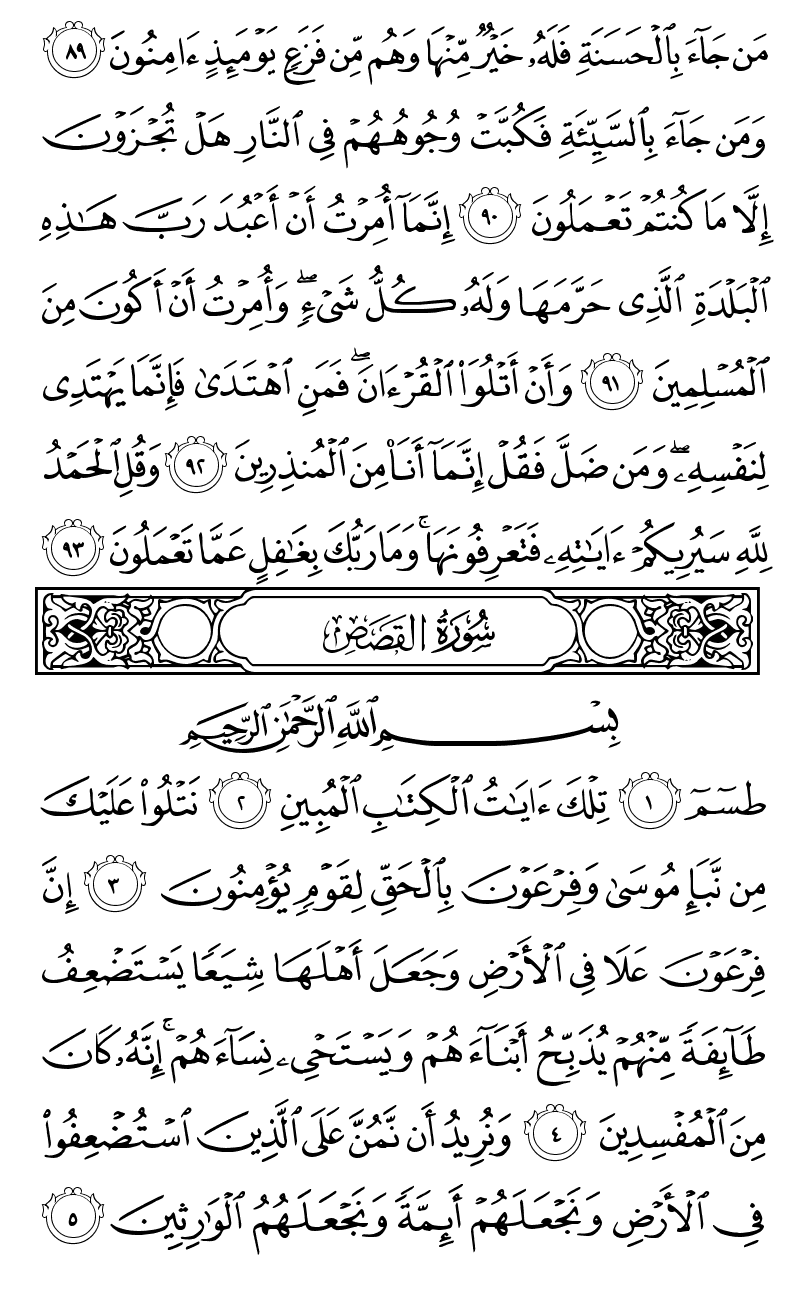 مَن جَآءَ بِٱلْحَسَنَةِ فَلَهُۥ خَيْرٌ مِّنْهَا وَهُم مِّن فَزَعٍ يَوْمَئِذٍ ءَامِنُونَ ٨٩
وَمَن جَآءَ بِٱلسَّيِّئَةِ فَكُبَّتْ وُجُوهُهُمْ فِى ٱلنَّارِ هَلْ تُجْزَوْنَ
إِلَّا مَا كُنتُمْ تَعْمَلُونَ ٩٠ إِنَّمَآ أُمِرْتُ أَنْ أَعْبُدَ رَبَّ هَٰذِهِ
ٱلْبَلْدَةِ ٱلَّذِى حَرَّمَهَا وَلَهُۥ كُلُّ شَىْءٍۖ وَأُمِرْتُ أَنْ أَكُونَ مِنَ
ٱلْمُسْلِمِينَ ٩١ وَأَنْ أَتْلُوَا۟ ٱلْقُرْءَانَۖ فَمَنِ ٱهْتَدَىٰ فَإِنَّمَا يَهْتَدِى
لِنَفْسِهِۦۖ وَمَن ضَلَّ فَقُلْ إِنَّمَآ أَنَا۠ مِنَ ٱلْمُنذِرِينَ ٩٢ وَقُلِ ٱلْحَمْدُ
لِلَّهِ سَيُرِيكُمْ ءَايَٰتِهِۦ فَتَعْرِفُونَهَاۚ وَمَا رَبُّكَ بِغَٰفِلٍ عَمَّا تَعْمَلُونَ ٩٣
سُورَةُ القَصَصِ
بِسْمِ ٱللَّهِ ٱلرَّحْمَٰنِ ٱلرَّحِيمِ
طسٓمٓ ١ تِلْكَ ءَايَٰتُ ٱلْكِتَٰبِ ٱلْمُبِينِ ٢ نَتْلُوا۟ عَلَيْكَ
مِن نَّبَإِ مُوسَىٰ وَفِرْعَوْنَ بِٱلْحَقِّ لِقَوْمٍ يُؤْمِنُونَ ٣ إِنَّ
فِرْعَوْنَ عَلَا فِى ٱلْأَرْضِ وَجَعَلَ أَهْلَهَا شِيَعًا يَسْتَضْعِفُ
طَآئِفَةً مِّنْهُمْ يُذَبِّحُ أَبْنَآءَهُمْ وَيَسْتَحْىِۦ نِسَآءَهُمْۚ إِنَّهُۥ كَانَ
مِنَ ٱلْمُفْسِدِينَ ٤ وَنُرِيدُ أَن نَّمُنَّ عَلَى ٱلَّذِينَ ٱسْتُضْعِفُوا۟
فِى ٱلْأَرْضِ وَنَجْعَلَهُمْ أَئِمَّةً وَنَجْعَلَهُمُ ٱلْوَٰرِثِينَ ٥